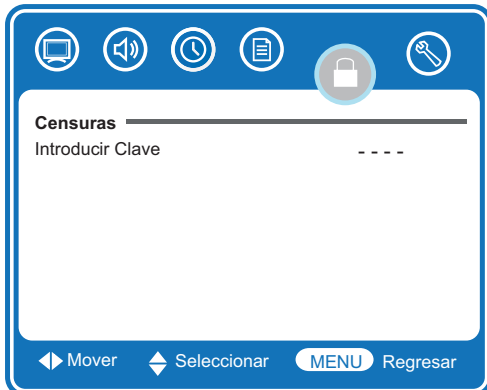 Censuras
Introducir Clave - - - -
Mover Seleccionar MENU Regresar